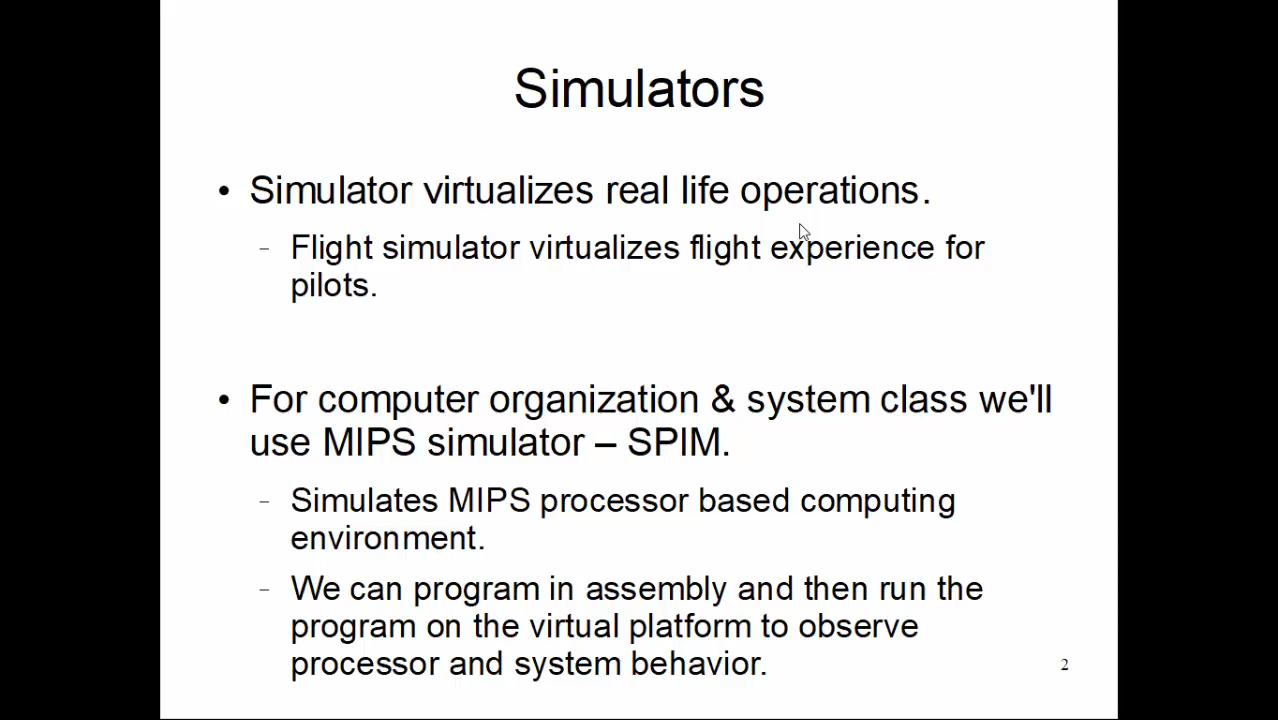 Simulators
• Simulator virtualizes real life operations.
– Flight simulator virtualizes flight experience for
pilots.
• For computer organization & system class we'll
use MIPS simulator – SPIM.
– Simulates MIPS processor based computing
environment.
– We can program in assembly and then run the
program on the virtual platform to observe
processor and system behavior.
2